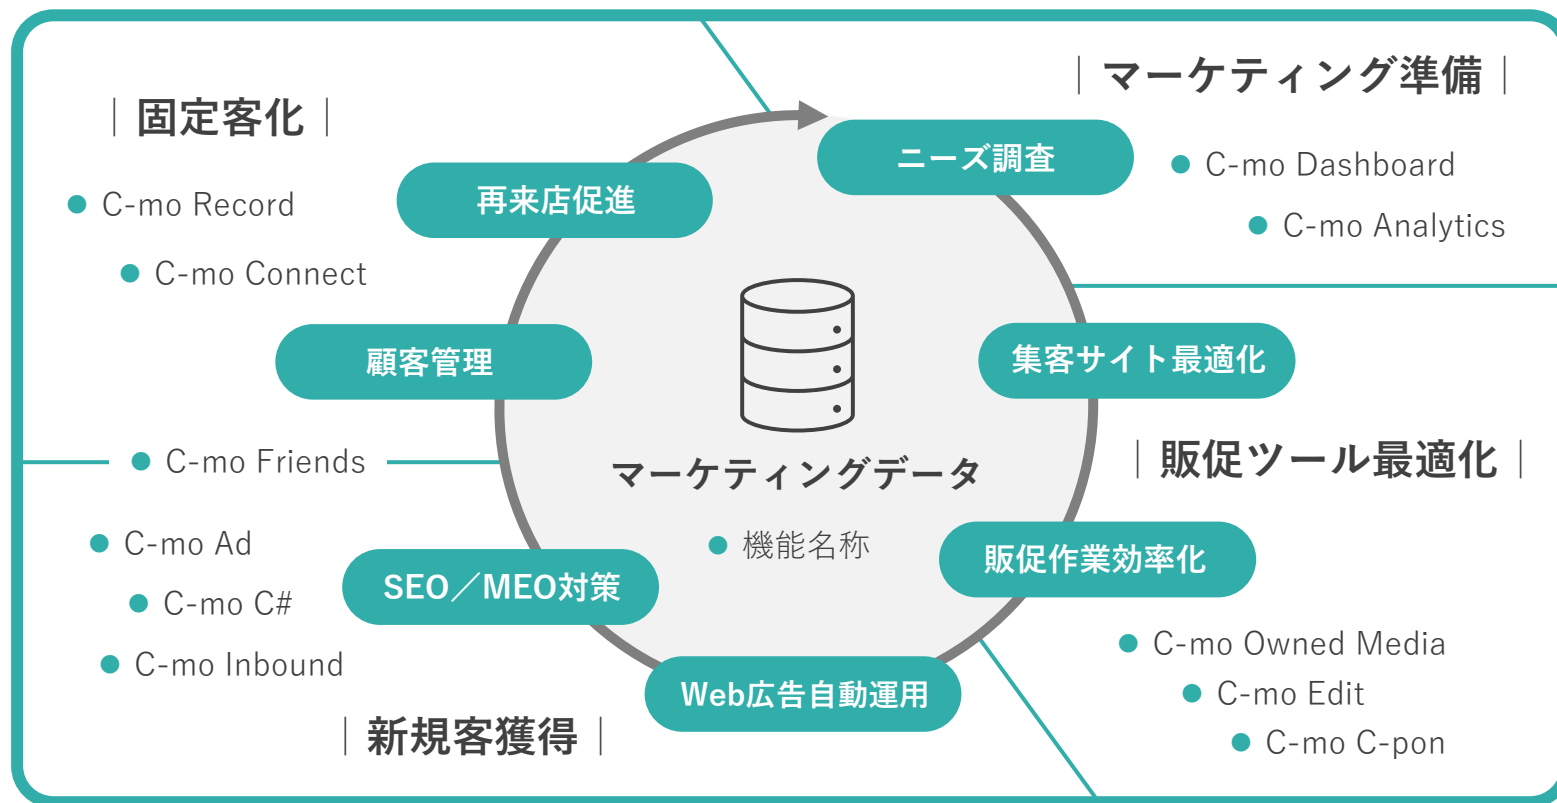 ｜マーケティング準備｜
ニーズ調査
● C-mo Dashboard
● C-mo Analytics
集客サイト最適化
｜販促ツール最適化｜
販促作業効率化
● C-mo Owned Media
● C-mo Edit
● C-mo C-pon
Web広告自動運用
｜新規客獲得｜
SEO／MEO対策
● C-mo Friends
● C-mo Ad
● C-mo C#
● C-mo Inbound
｜固定客化｜
● C-mo Record
● C-mo Connect
再来店促進
顧客管理
マーケティングデータ
● 機能名称